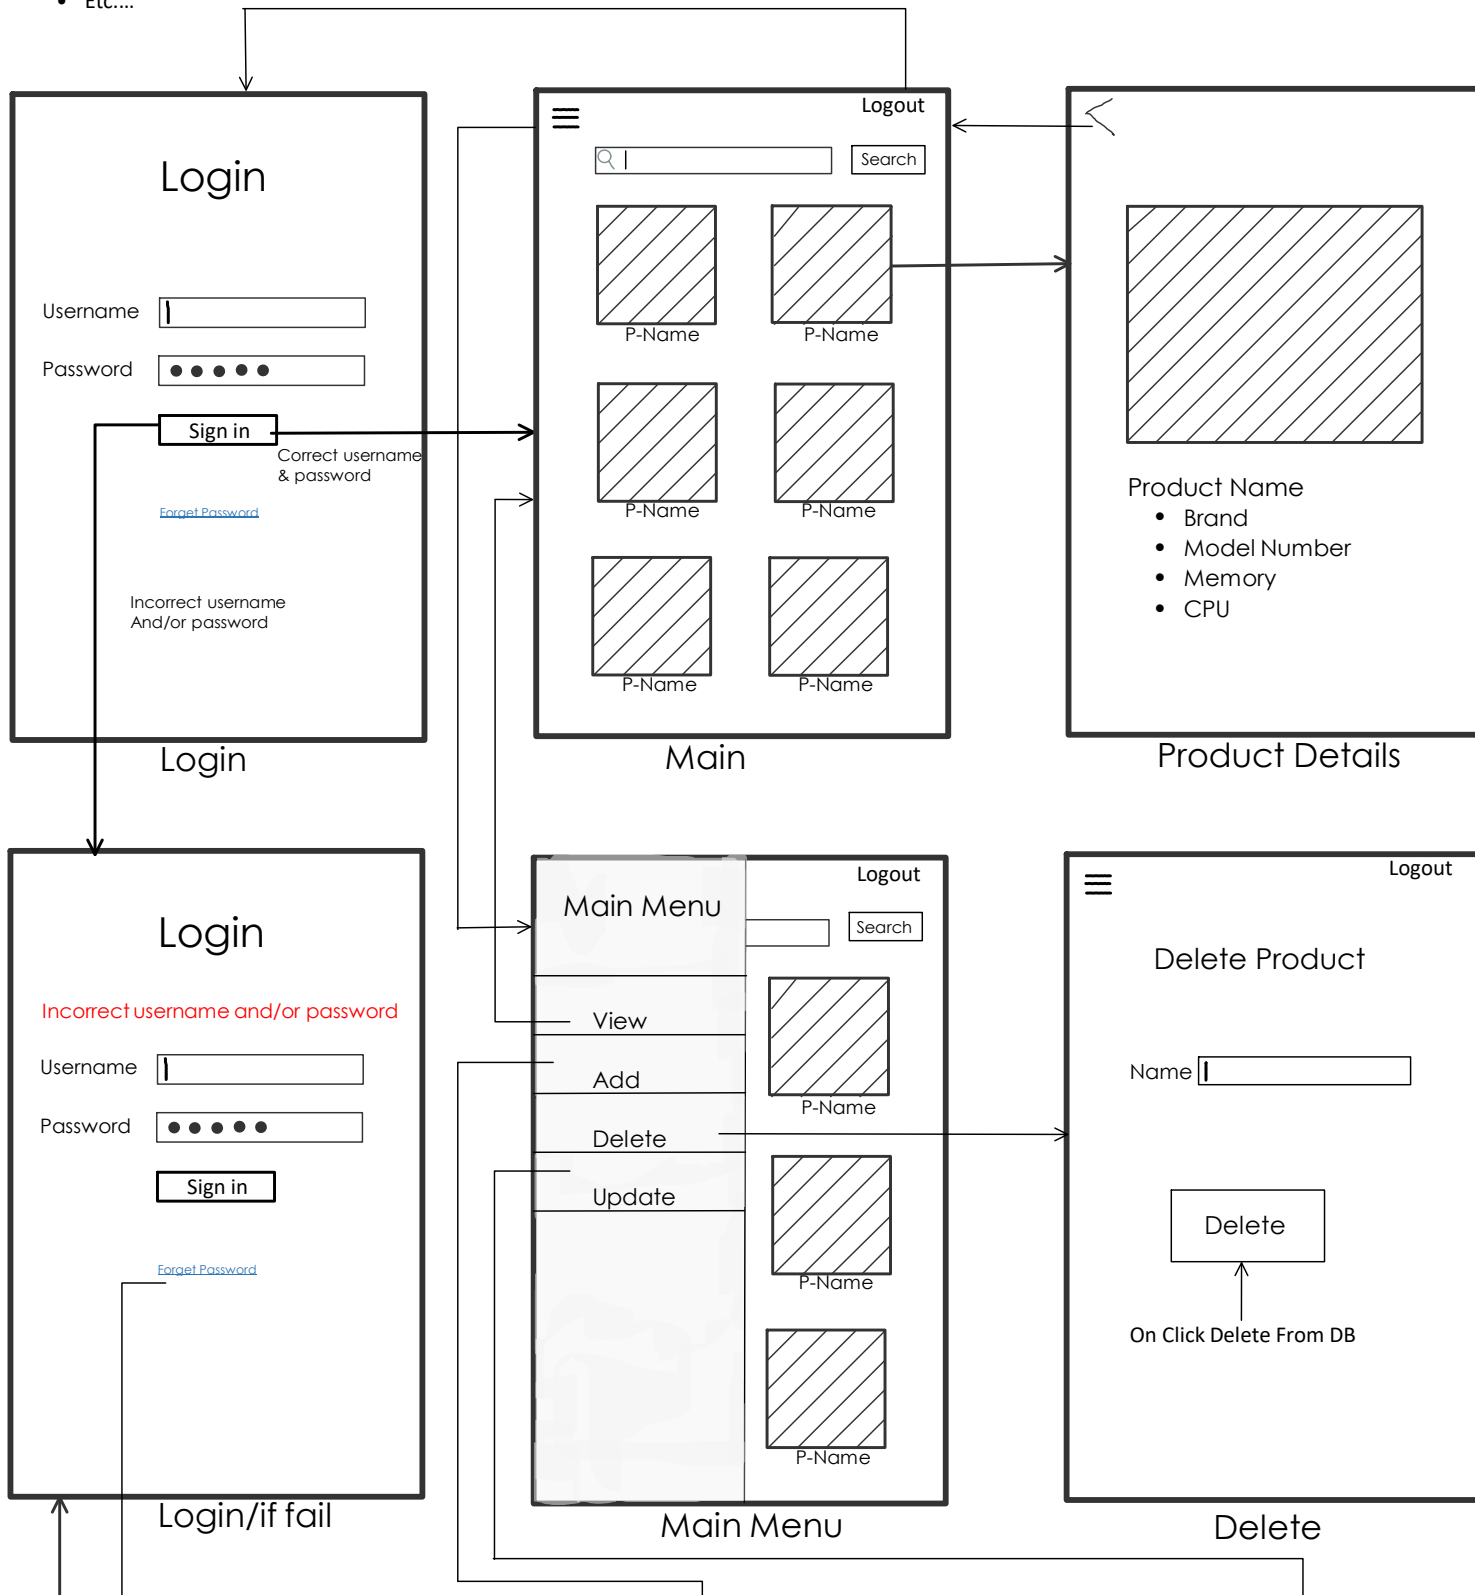 • Etc....
Login
Username
Password
Sign in
Correct username
& password
Forget Password
Incorrect username
And/or password
Login
Logout
Search
P-Name
P-Name
P-Name
P-Name
P-Name
P-Name
Main
Product Name
• Brand
• Model Number
• Memory
• CPU
Product Details
Login
Incorrect username and/or password
Username
Password
Sign in
Forget Password
Login/if fail
Main Menu
Logout
Search
View
Add
Delete
Update
P-Name
P-Name
P-Name
Main Menu
Logout
Delete Product
Name
Delete
On Click Delete From DB
Delete